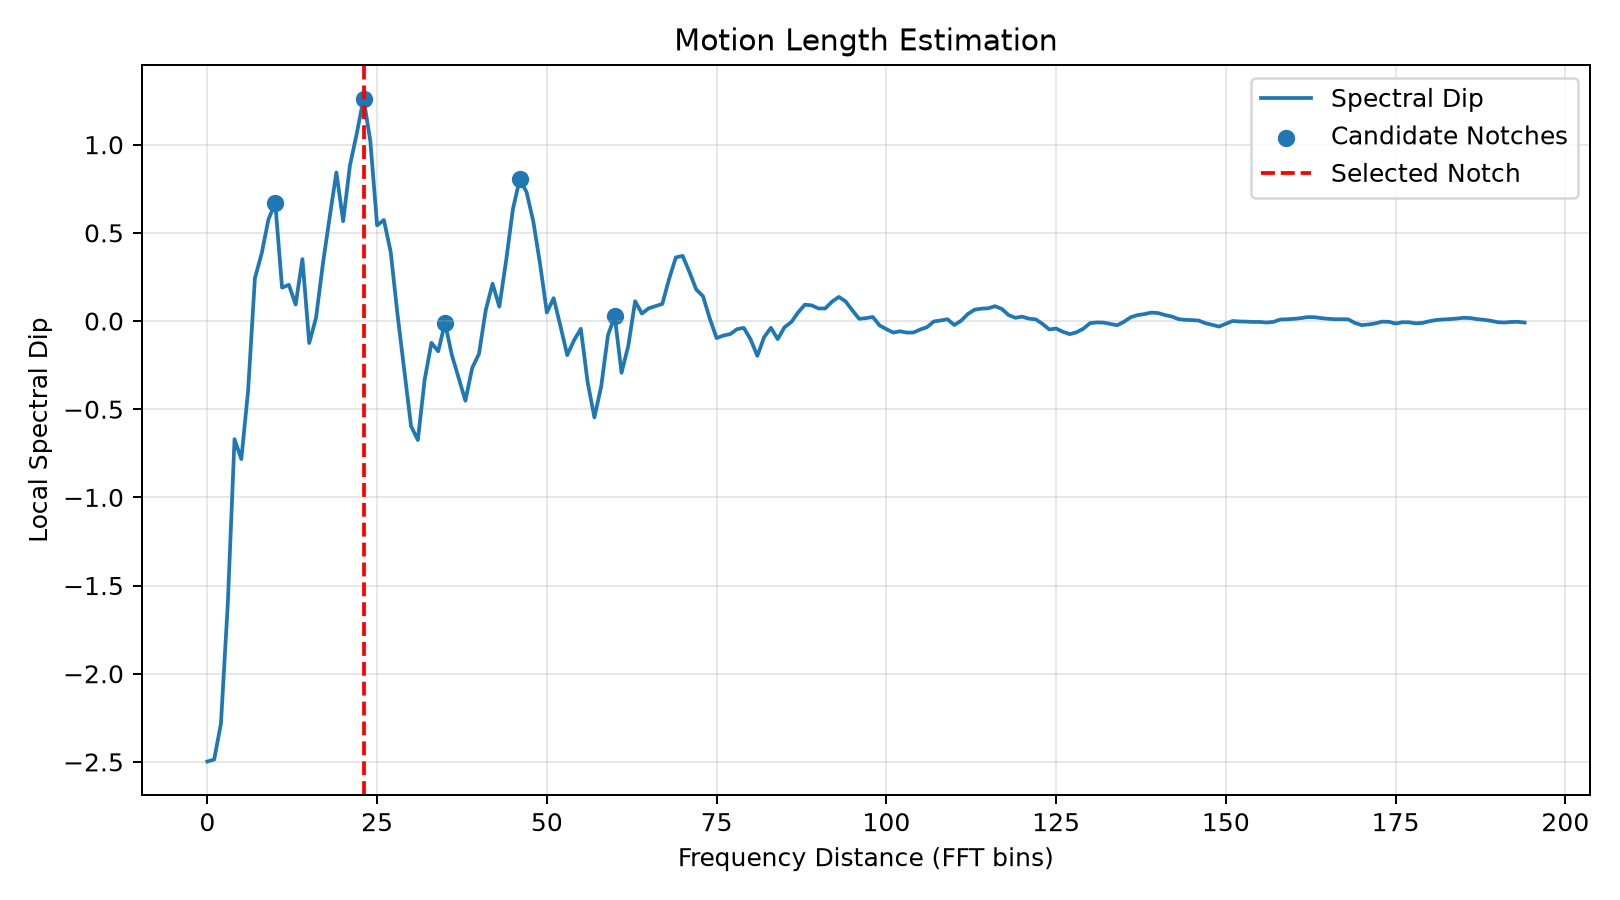 Motion Length Estimation
Spectral Dip
Candidate Notches
Selected Notch
Local Spectral Dip
1.0
0.5
0.0
−0.5
−1.0
−1.5
−2.0
−2.5
0 25 50 75 100 125 150 175 200
Frequency Distance (FFT bins)